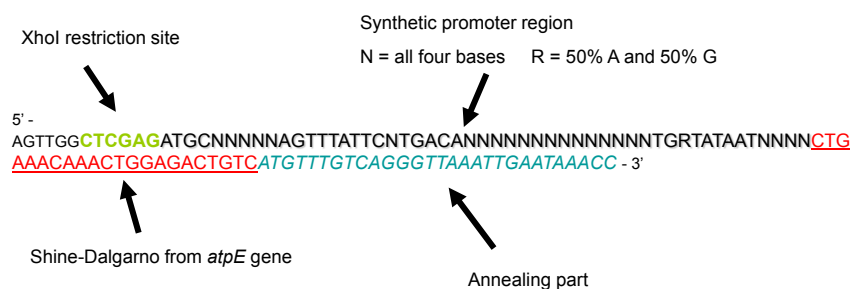 Synthetic promoter region
XhoI restriction site
N = all four bases R = 50% A and 50% G
5' -
AGTTGGCTCGAGATGCNNNNNAGTTTATTCNTGACANNNNNNNNNNNNNNTGRTATAATNNNNCTG
AAACAAACTGGAGACTGTCATGTTTGTCAGGGTTAAATTGAATAAACC - 3'
Shine-Dalgarno from atpE gene
Annealing part